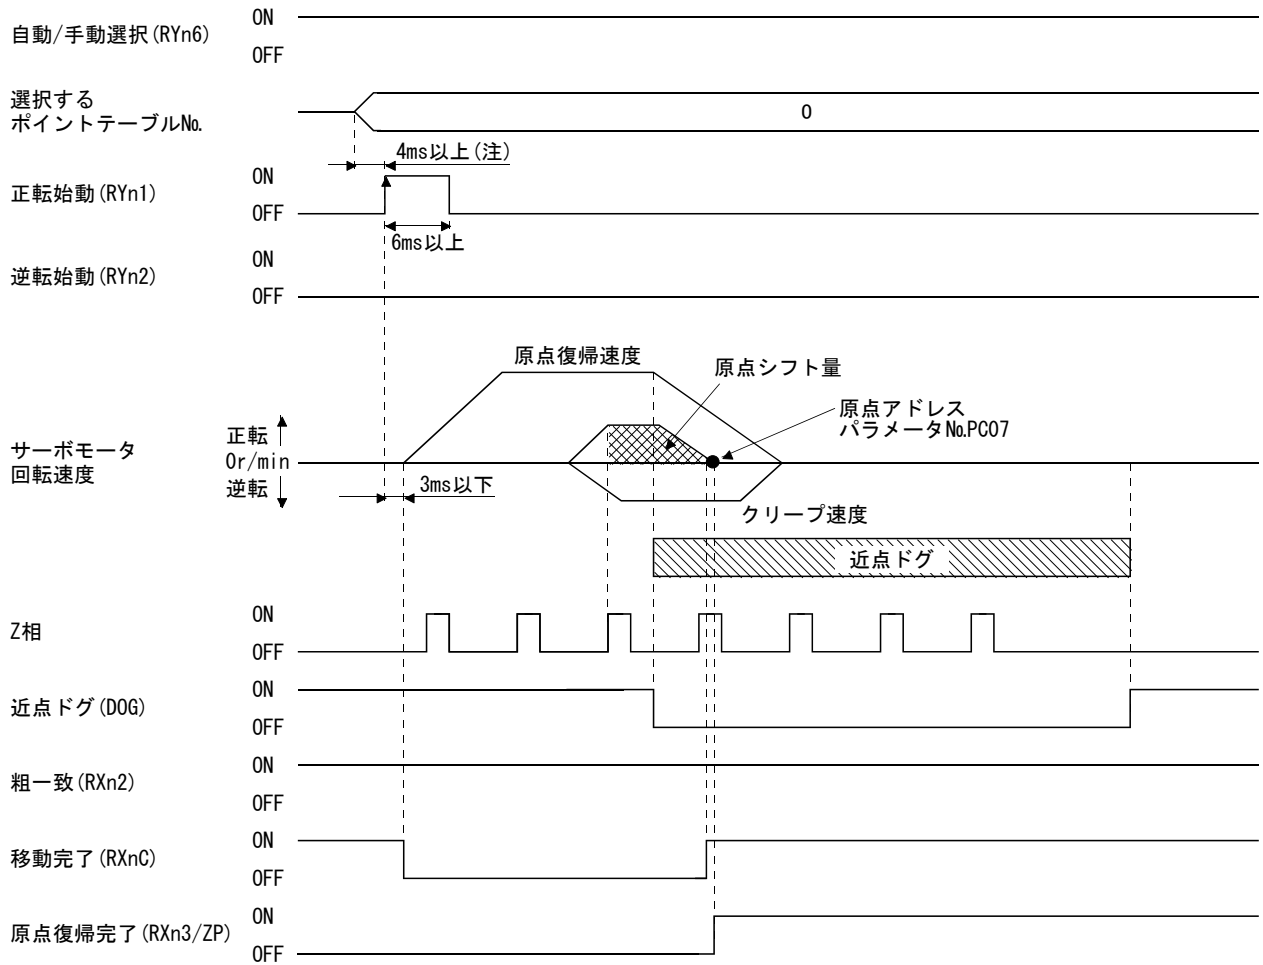 自動/手動選択(RYn6)
ON
OFF
選択する
ポイントテーブルNo.
0
4ms以上(注)
正転始動(RYn1)
ON
OFF
6ms以上
逆転始動(RYn2)
ON
OFF
原点復帰速度
原点シフト量
原点アドレス
パラメータNo.PC07
サーボモータ
回転速度
正転
0r/min
逆転
3ms以下
クリープ速度
近点ドグ
Z相
ON
OFF
近点ドグ(DOG)
ON
OFF
粗一致(RXn2)
ON
OFF
移動完了(RXnC)
ON
OFF
原点復帰完了(RXn3/ZP)
ON
OFF